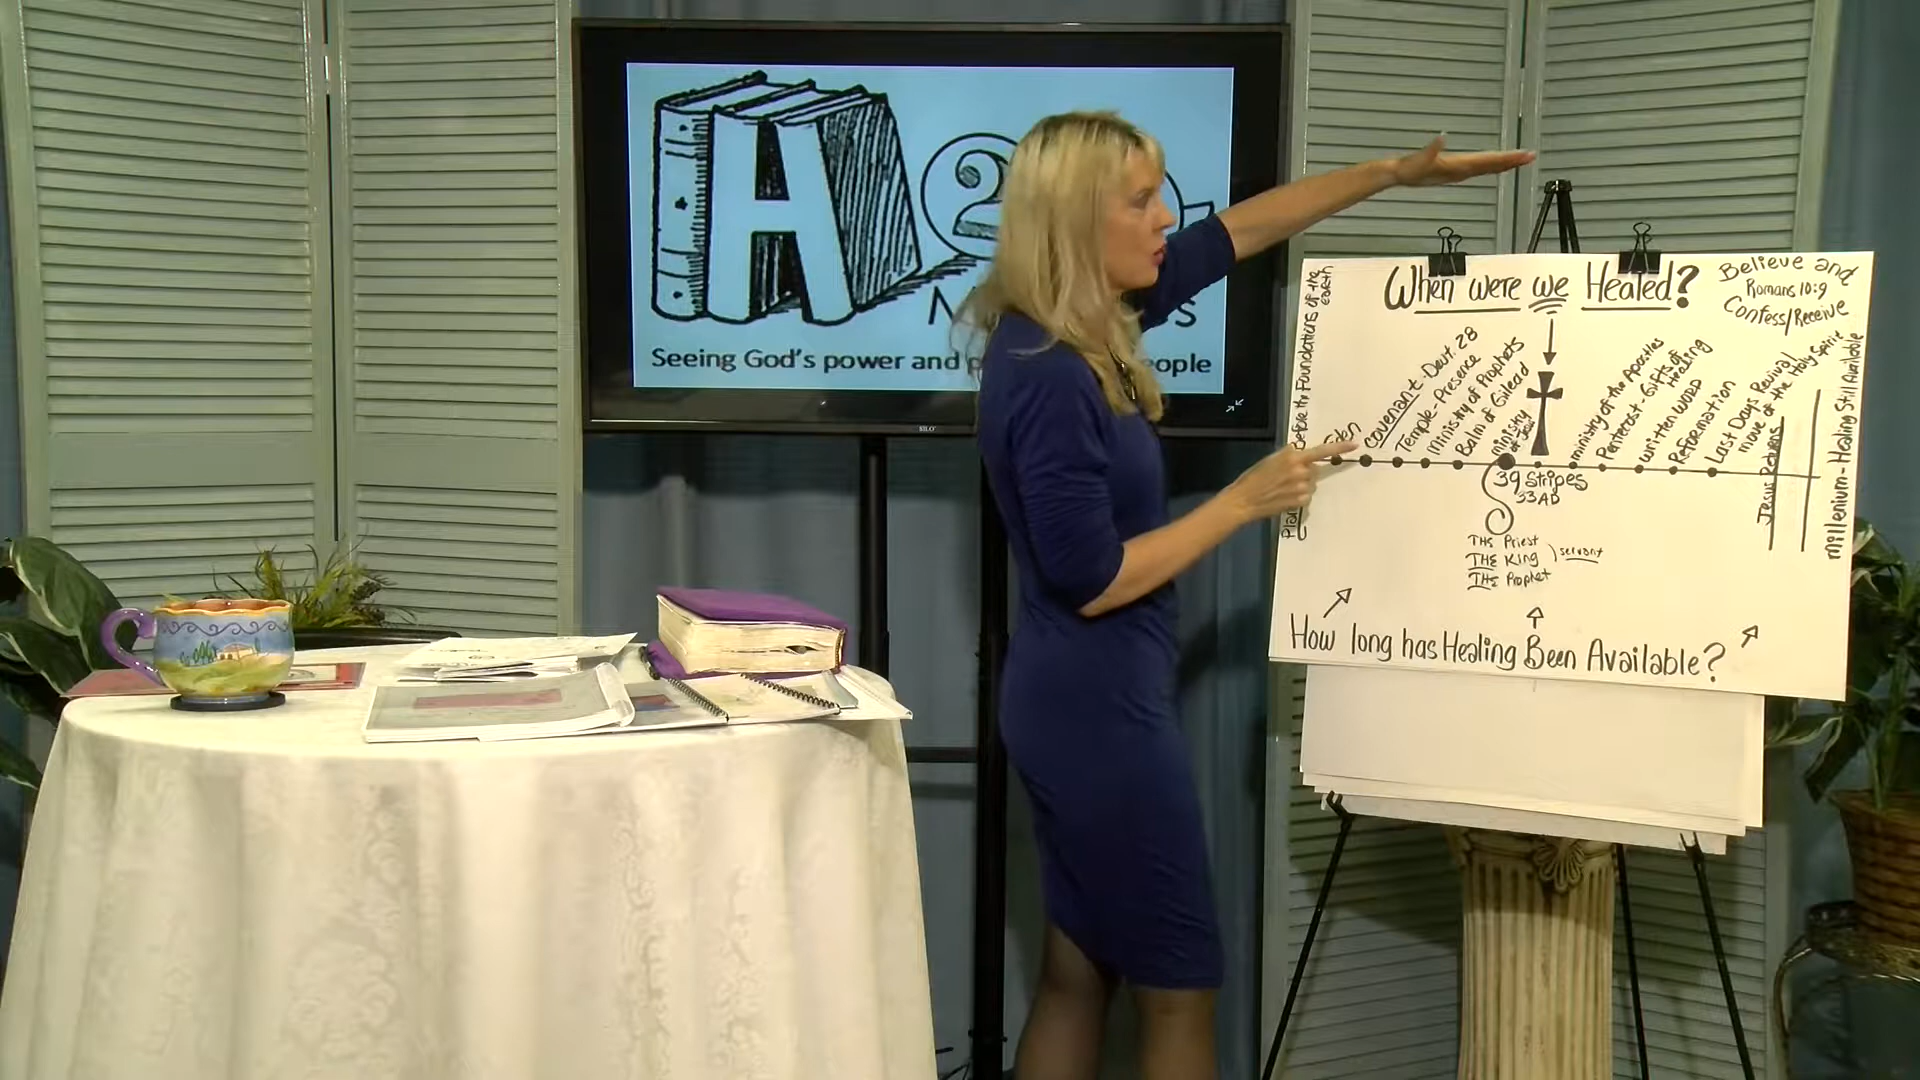 A 2
Seeing God's power and p eople
SILO
When were we Healed?
Believe and
Romans 10:9
Confess/Receive
Before the Foundations of the
Earth
Plan
Eden
Covenant - Deut. 28
Temple - Presence
Ministry of Prophets
Balm of Gilead
ministry
of Jesus
ministry of the Apostles
Pentecost - Gifts of
Healing
written word
Reformation
Last Days Revival
move of the Holy Spirit
Jesus Returns
Millenium - Healing Still Available
39 Stripes
33 AD
THE Priest
THE King
servant
THE Prophet
How long has Healing Been Available?